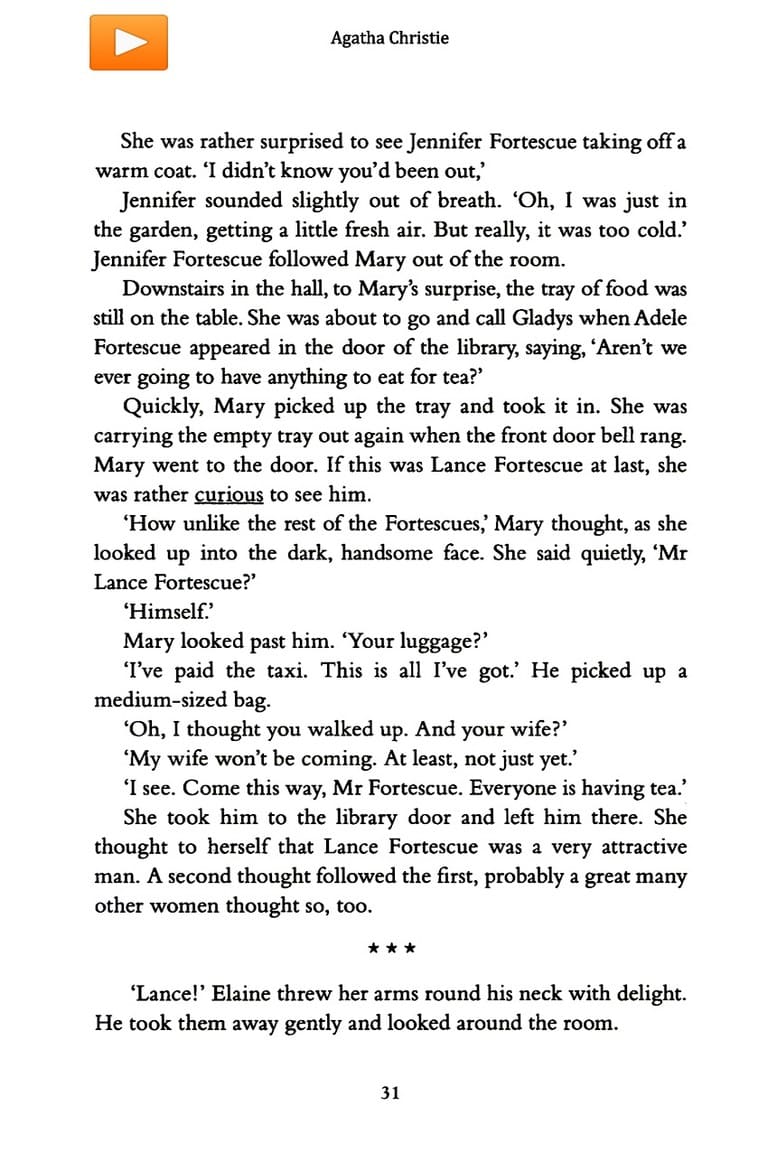 Agatha Christie
She was rather surprised to see Jennifer Fortescue taking off a
warm coat. ‘I didn’t know you’d been out,’
Jennifer sounded slightly out of breath. ‘Oh, I was just in
the garden, getting a little fresh air. But really, it was too cold.’
Jennifer Fortescue followed Mary out of the room.
Downstairs in the hall, to Mary’s surprise, the tray of food was
still on the table. She was about to go and call Gladys when Adele
Fortescue appeared in the door of the library, saying, ‘Aren’t we
ever going to have anything to eat for tea?’
Quickly, Mary picked up the tray and took it in. She was
carrying the empty tray out again when the front door bell rang.
Mary went to the door. If this was Lance Fortescue at last, she
was rather curious to see him.
‘How unlike the rest of the Fortescues,’ Mary thought, as she
looked up into the dark, handsome face. She said quietly, ‘Mr
Lance Fortescue?’
‘Himself.’
Mary looked past him. ‘Your luggage?’
‘I’ve paid the taxi. This is all I’ve got.’ He picked up a
medium-sized bag.
‘Oh, I thought you walked up. And your wife?’
‘My wife won’t be coming. At least, not just yet.’
‘I see. Come this way, Mr Fortescue. Everyone is having tea.’
She took him to the library door and left him there. She
thought to herself that Lance Fortescue was a very attractive
man. A second thought followed the first, probably a great many
other women thought so, too.
★ ★ ★
‘Lance!’ Elaine threw her arms round his neck with delight.
He took them away gently and looked around the room.
31